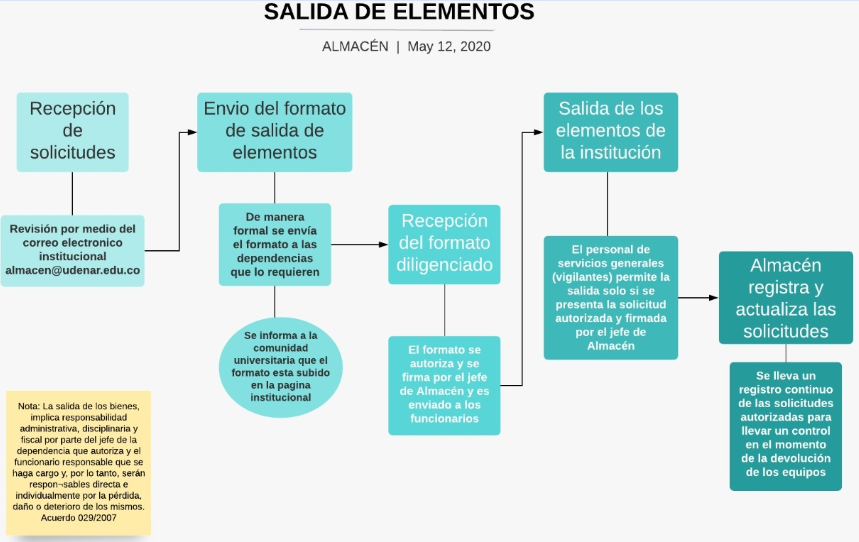 SALIDA DE ELEMENTOS
ALMACÉN | May 12, 2020
Recepción
de
solicitudes
Revisión por medio del
correo electronico
institucional
almacen@udenar.edu.co
Envio del formato
de salida de
elementos
De manera
formal se envía
el formato a las
dependencias
que lo requieren
Se informa a la
comunidad
universitaria que el
formato esta subido
en la pagina
institucional
Recepción
del formato
diligenciado
El formato se
autoriza y se
firma por el jefe
de Almacén y es
enviado a los
funcionarios
Salida de los
elementos de
la institución
El personal de
servicios generales
(vigilantes) permite la
salida solo si se
presenta la solicitud
autorizada y firmada
por el jefe de
Almacén
Almacén
registra y
actualiza las
solicitudes
Se lleva un
registro continuo
de las solicitudes
autorizadas para
llevar un control
en el momento
de la devolución
de los equipos
Nota: La salida de los bienes,
implica responsabilidad
administrativa, disciplinaria y
fiscal por parte del jefe de la
dependencia que autoriza y el
funcionario responsable que se
haga cargo y, por lo tanto, serán
respon¬sables directa e
individualmente por la pérdida,
daño o deterioro de los mismos.
Acuerdo 029/2007